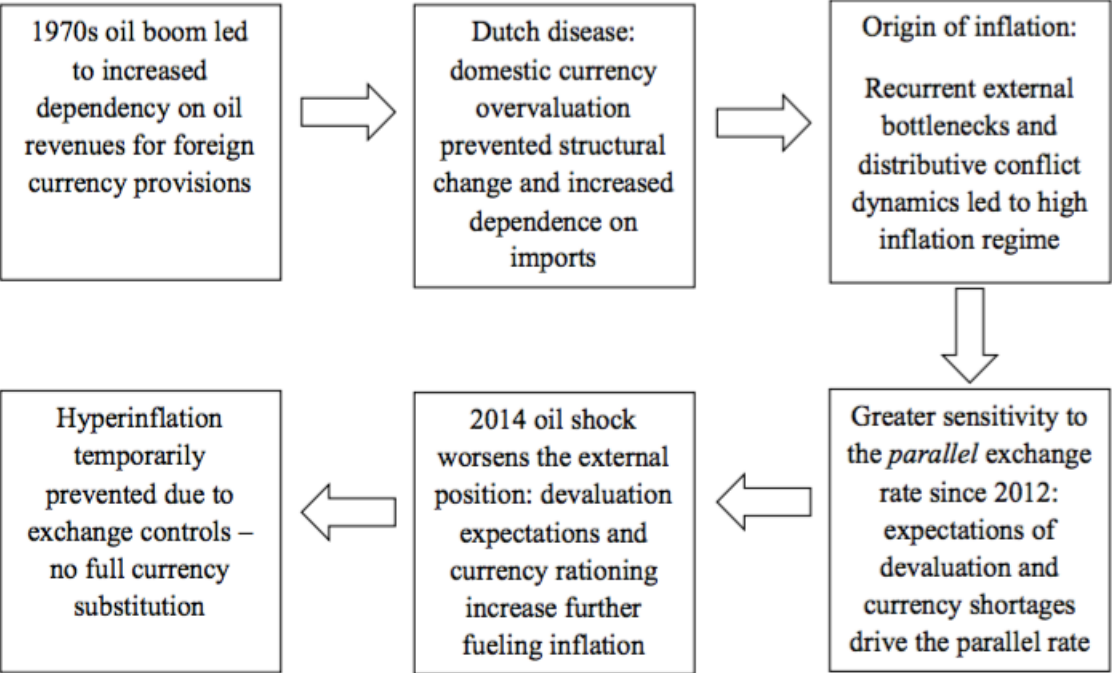 1970s oil boom led
to increased
dependency on oil
revenues for foreign
currency provisions
Dutch disease:
domestic currency
overvaluation
prevented structural
change and increased
dependence on
imports
Origin of inflation:
Recurrent external
bottlenecks and
distributive conflict
dynamics led to high
inflation regime
Greater sensitivity to
the parallel exchange
rate since 2012:
expectations of
devaluation and
currency shortages
drive the parallel rate
2014 oil shock
worsens the external
position: devaluation
expectations and
currency rationing
increase further
fueling inflation
Hyperinflation
temporarily
prevented due to
exchange controls –
no full currency
substitution